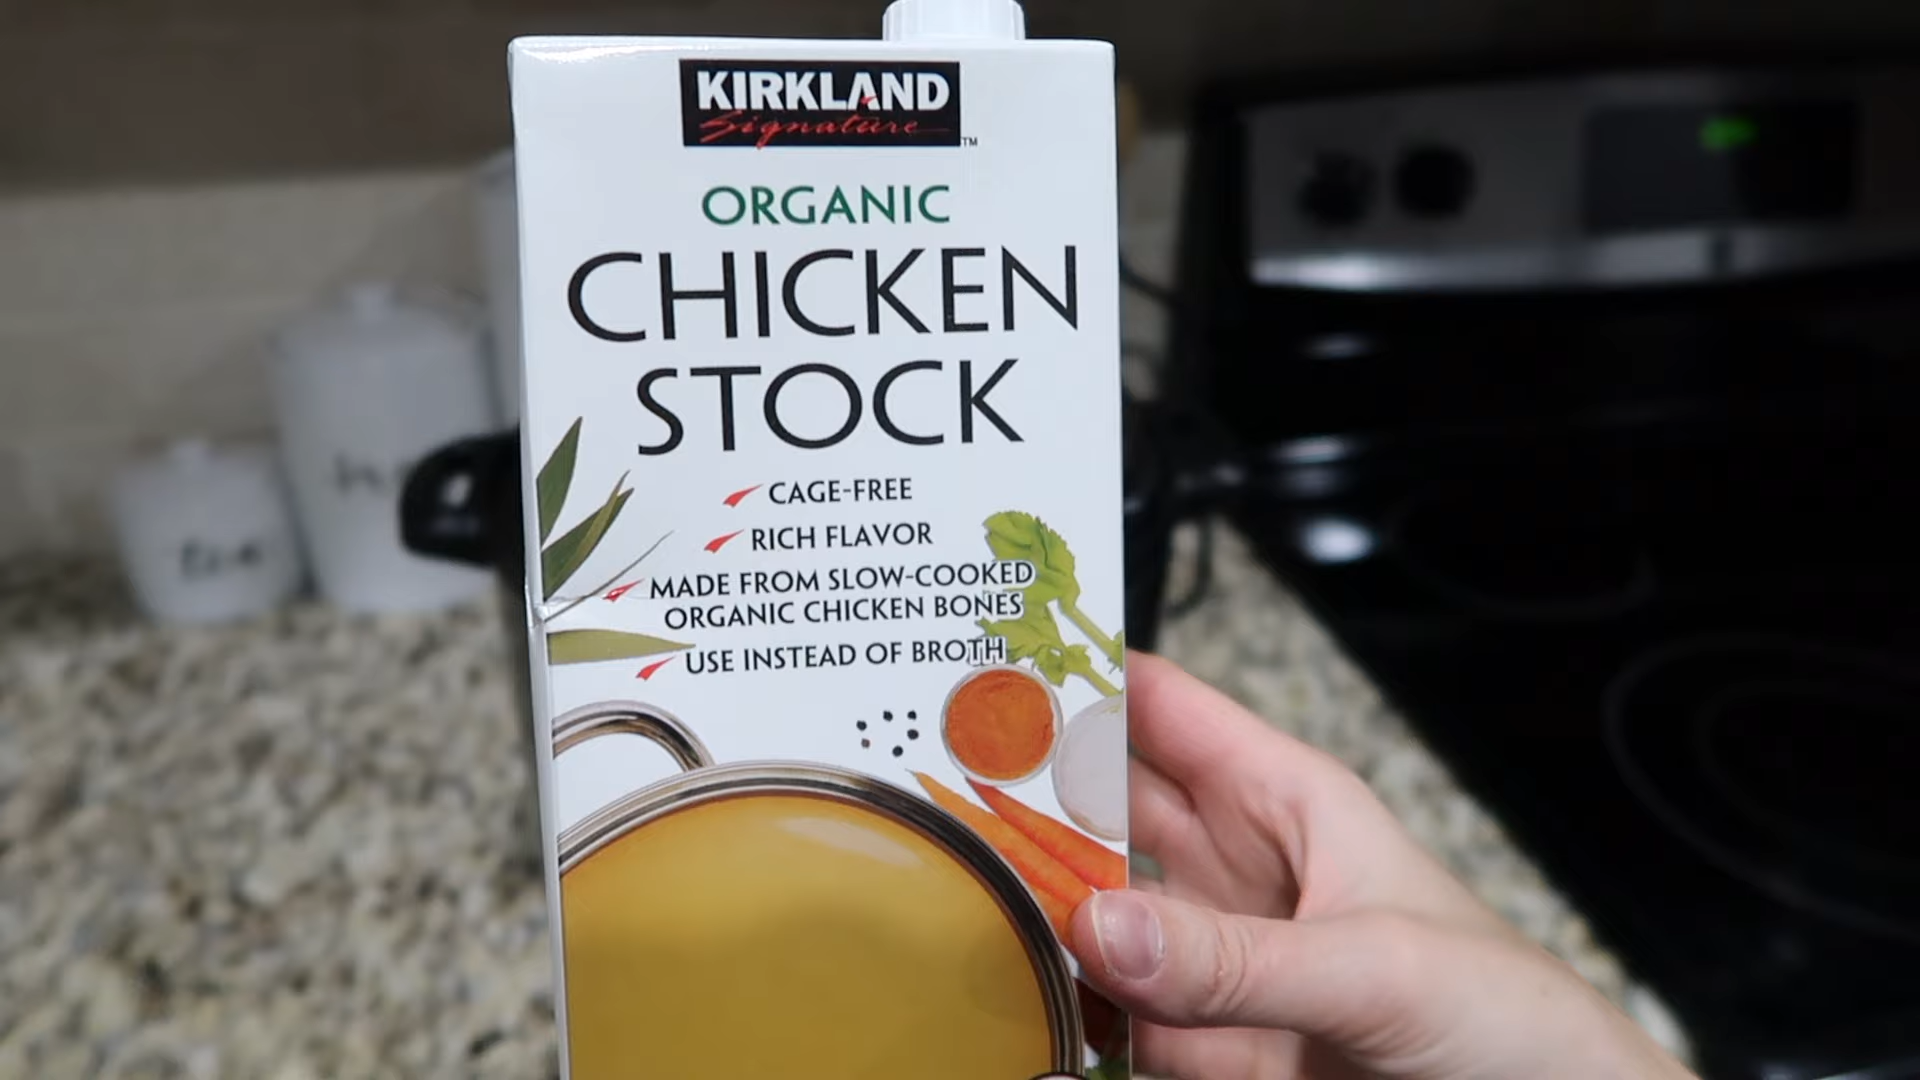 KIRKLAND
Signature
TM
ORGANIC
CHICKEN
STOCK
CAGE-FREE
RICH FLAVOR
MADE FROM SLOW-COOKED
ORGANIC CHICKEN BONES
USE INSTEAD OF BROTH
tea